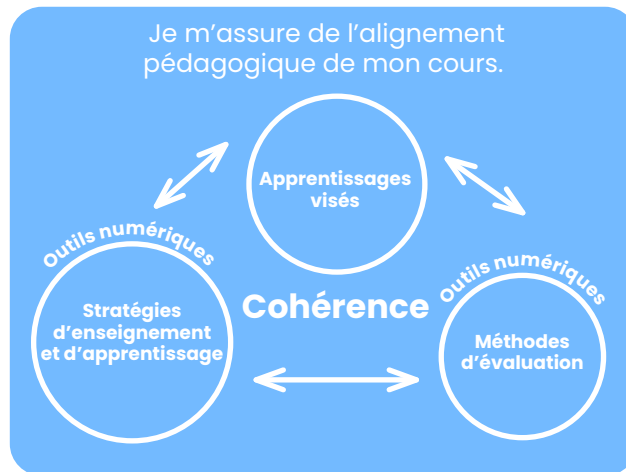 Je m’assure de l’alignement
pédagogique de mon cours.
Apprentissages
visés
Outils numériques
Stratégies
d’enseignement
et d’apprentissage
Cohérence
Outils numériques
Méthodes
d’évaluation